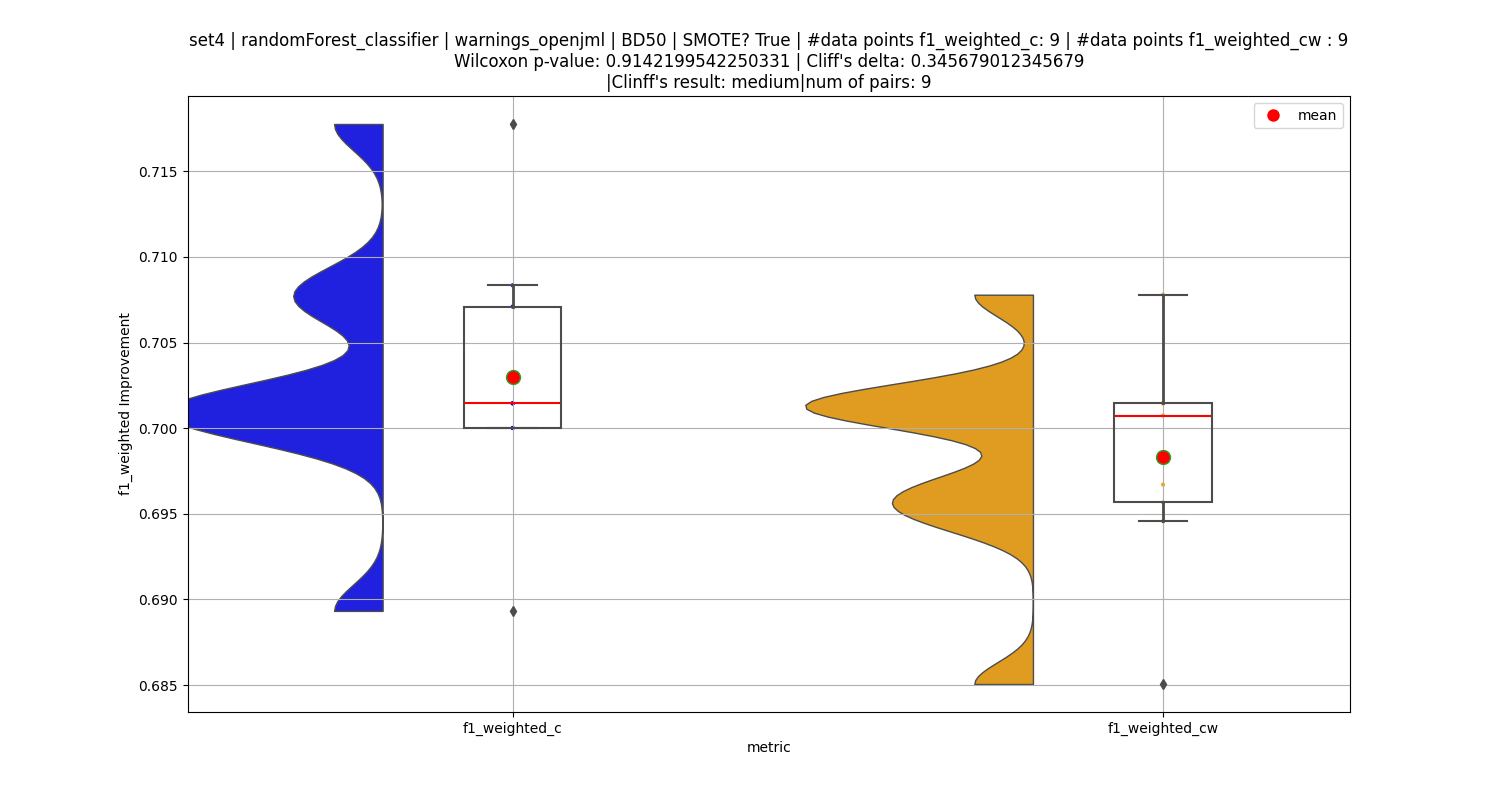 set4 | randomForest_classifier | warnings_openjml | BD50 | SMOTE? True | #data points f1_weighted_c: 9 | #data points f1_weighted_cw : 9
Wilcoxon p-value: 0.9142199542250331 | Cliff's delta: 0.345679012345679
|Clinff's result: medium|num of pairs: 9
mean
0.715
0.710
0.705
0.700
0.695
0.690
0.685
f1_weighted Improvement
f1_weighted_c
f1_weighted_cw
metric